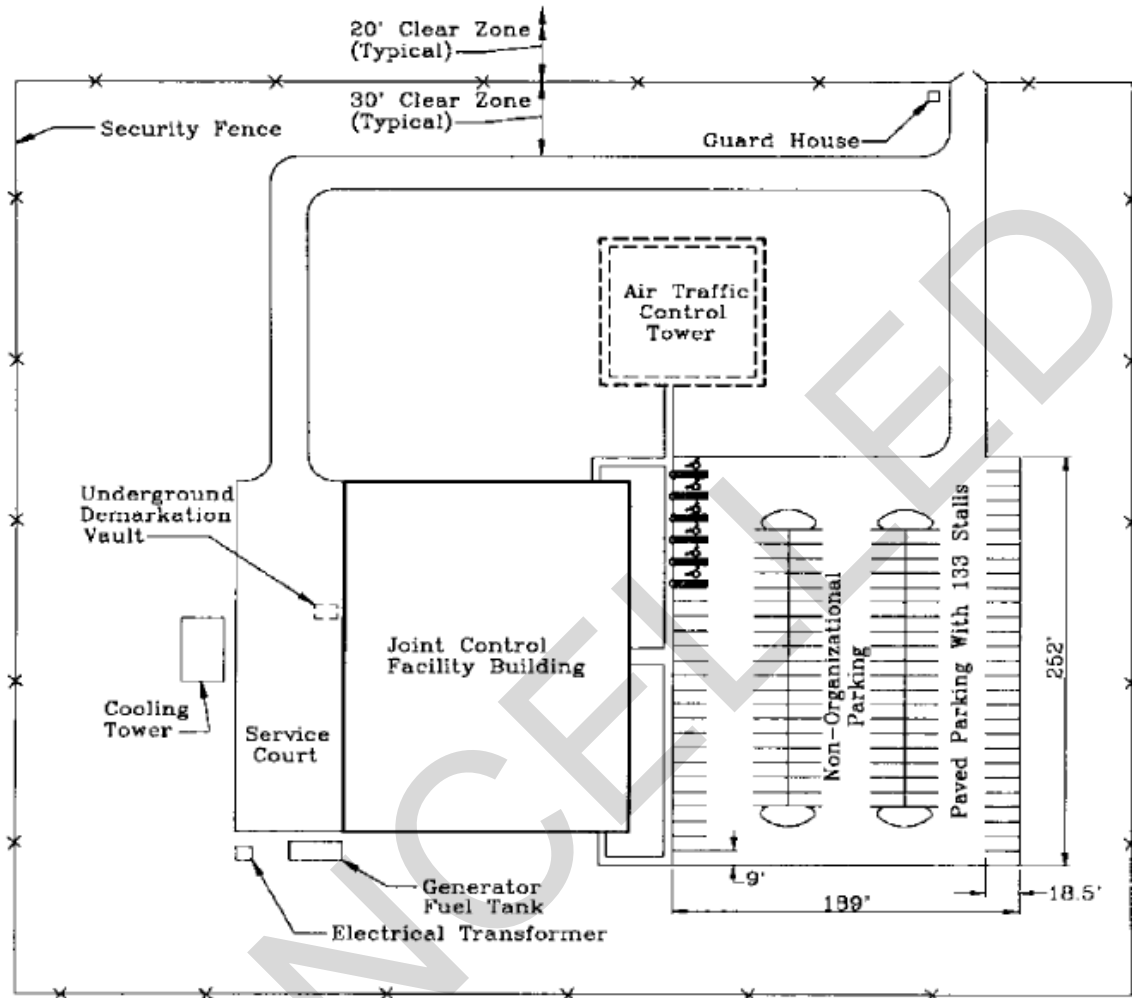 20' Clear Zone
(Typical)
30' Clear Zone
(Typical)
Security Fence
Guard House
Air Traffic
Control
Tower
Underground
Demarkation
Vault
Joint Control
Facility Building
Cooling
Tower
Service
Court
Non-Organizational
Parking
Paved Parking With 133 Stalls
252'
9'
18.5'
189'
Generator
Fuel Tank
Electrical Transformer
NCELLED